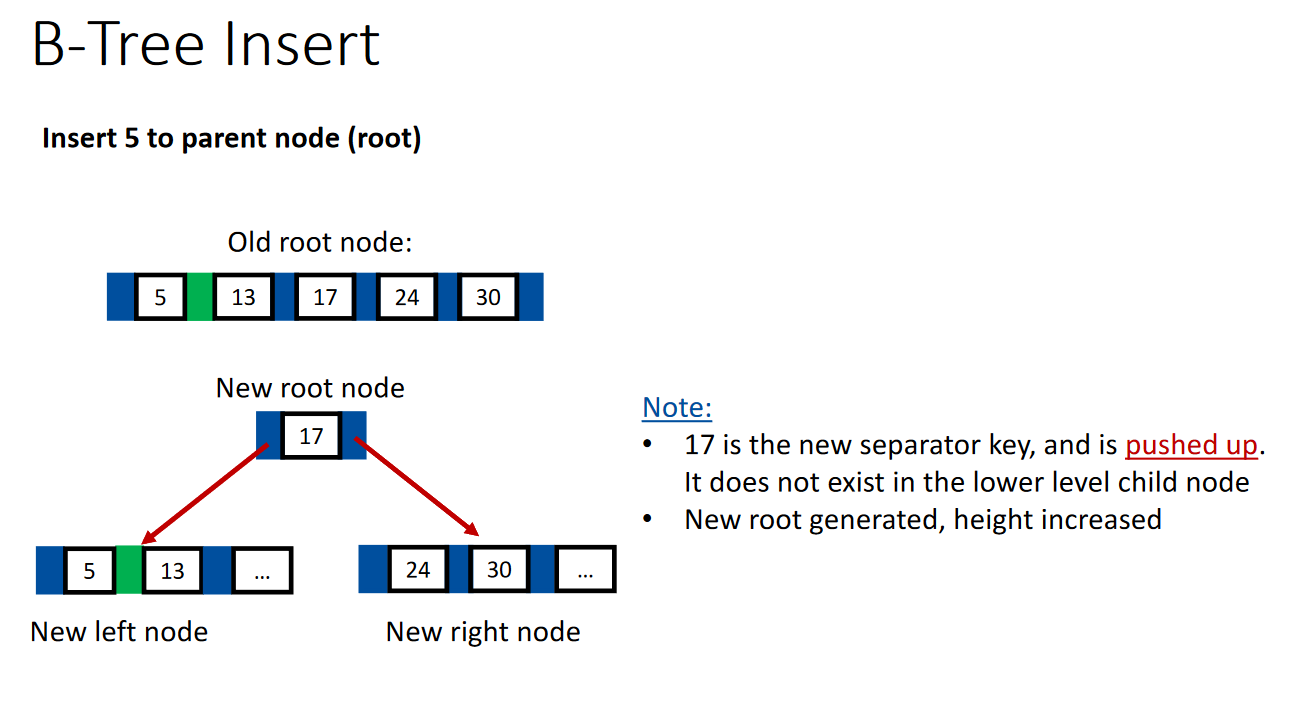 B-Tree Insert
Insert 5 to parent node (root)
Old root node:
5 13 17 24 30
New root node
17
5 13 ...
24 30 ...
New left node
New right node
Note:
• 17 is the new separator key, and is pushed up.
It does not exist in the lower level child node
• New root generated, height increased